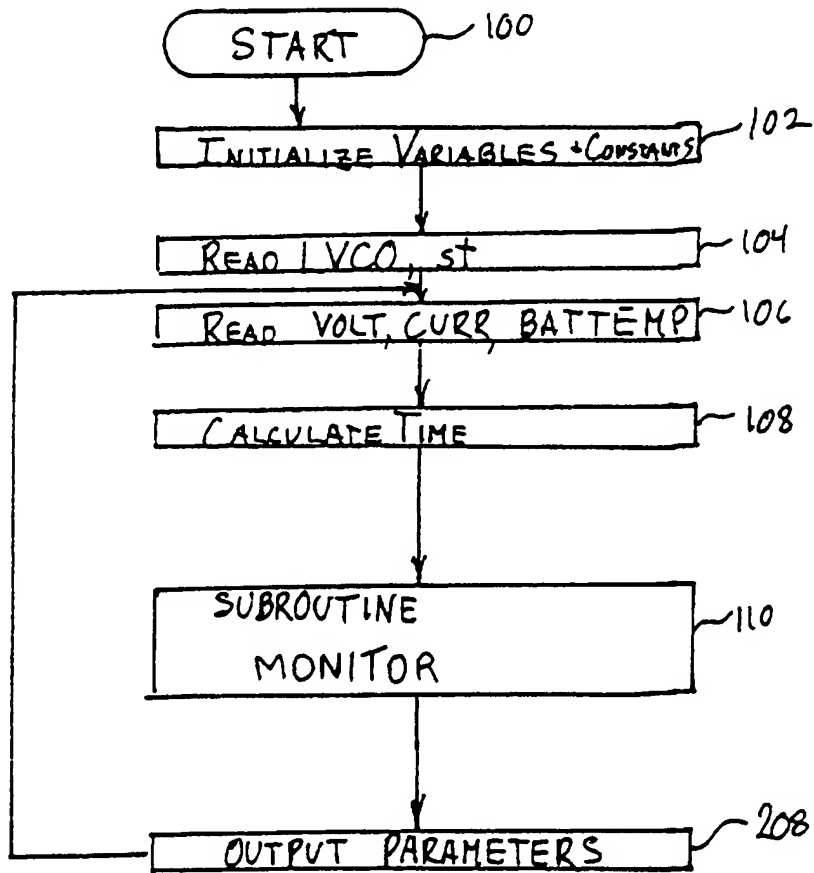 START 100
INITIALIZE VARIABLES + CONSTANTS 102
READ LVCO, st 104
READ VOLT, CURR, BATTEMP 106
CALCULATE TIME 108
SUBROUTINE
MONITOR 110
OUTPUT PARAMETERS 208